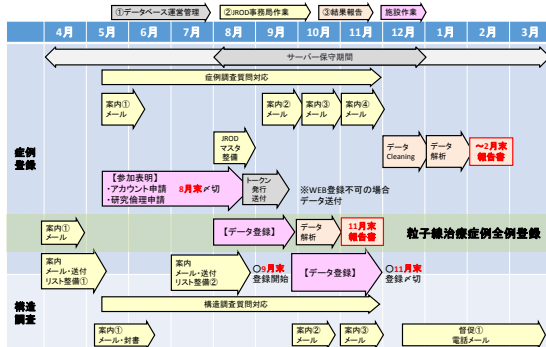 ①データベース運営管理
②JROD事務局作業
③結果報告
施設作業
4月 5月 6月 7月 8月 9月 10月 11月 12月 1月 2月 3月
サーバー保守期間
症例調査質問対応
案内①
メール
案内②
メール
案内③
メール
案内④
メール
症例
登録
JROD
マスタ
整備
データ
Cleaning
データ
解析
~2月末
報告書
【参加表明】
・アカウント申請
・研究倫理申請
8月末〆切
トークン
発行
送付
※WEB登録不可の場合
データ送付
案内①
メール
【データ登録】
データ
解析
11月末
報告書
粒子線治療症例全例登録
案内
メール・送付
リスト整備①
案内
メール・送付
リスト整備②
〇9月末
登録開始
【データ登録】
〇11月末
登録〆切
構造
調査
構造調査質問対応
案内①
メール・封書
案内②
メール
案内③
メール
督促①
電話メール